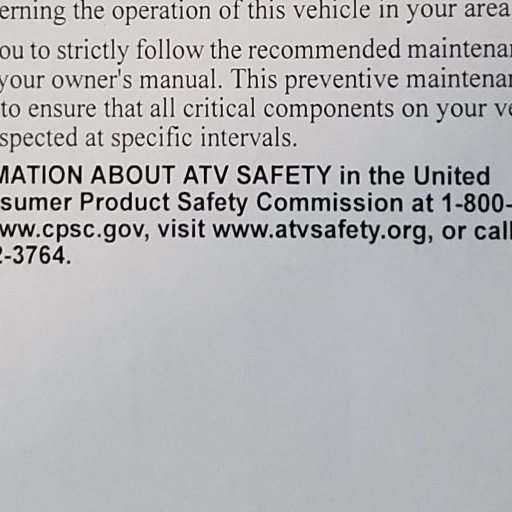 erning the operation of this vehicle in your area
ou to strictly follow the recommended maintenan
your owner's manual. This preventive maintenan
to ensure that all critical components on your ve
spected at specific intervals.
MATION ABOUT ATV SAFETY in the United
sumer Product Safety Commission at 1-800-
ww.cpsc.gov, visit www.atvsafety.org, or call
2-3764.